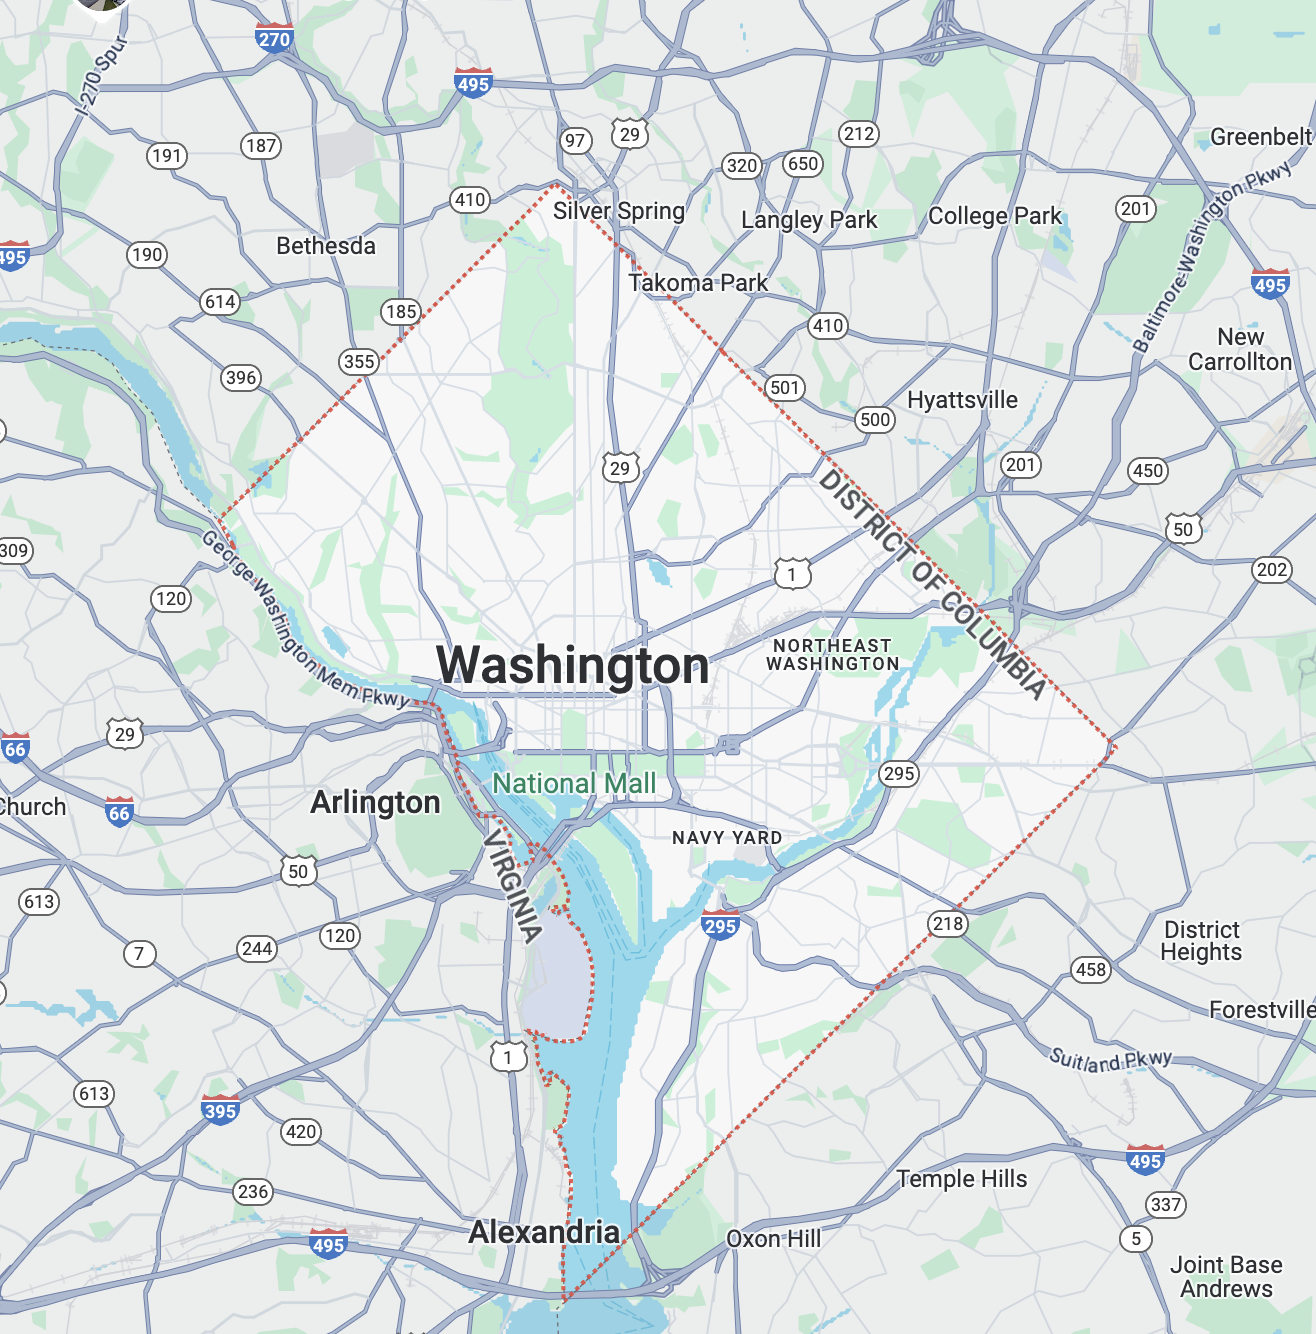 270
I-270 Spur
495
97
29
212
187
191
320
650
Greenbelt
410
201
Silver Spring
Langley Park
College Park
Baltimore-Washington Pkwy
Bethesda
190
495
Takoma Park
495
614
185
410
New
Carrollton
355
396
501
Hyattsville
500
29
201
450
DISTRICT OF COLUMBIA
50
309
George Washington Mem Pkwy
1
202
120
NORTHEAST
WASHINGTON
Washington
29
66
295
National Mall
Arlington
Church
66
NAVY YARD
VIRGINIA
50
613
295
218
District
Heights
120
244
7
458
Forestville
1
Suitland Pkwy
613
395
420
495
Temple Hills
236
337
Alexandria
Oxon Hill
495
5
Joint Base
Andrews